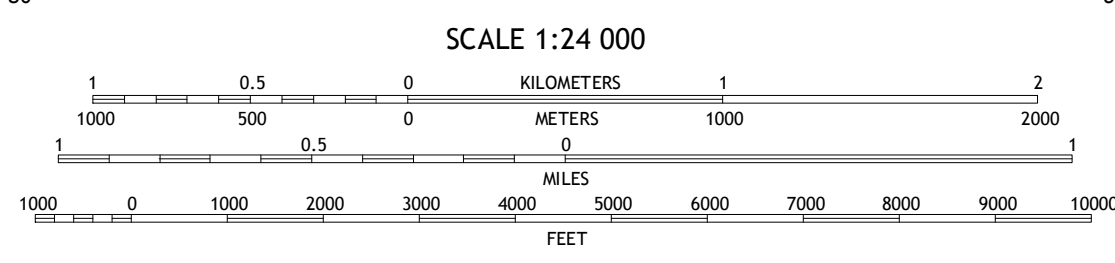 SCALE 1:24 000
1 0.5 0 KILOMETERS 1 2
1000 500 0 METERS 1000 2000
1 0.5 0 1
MILES
1000 0 1000 2000 3000 4000 5000 6000 7000 8000 9000 10000
FEET